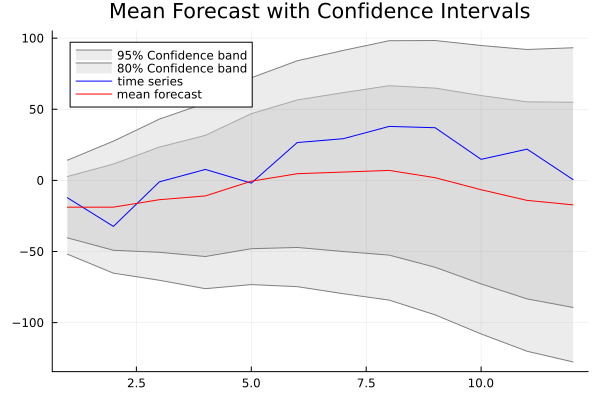 Mean Forecast with Confidence Intervals
100
95% Confidence band
80% Confidence band
time series
mean forecast
50
0
−50
−100
2.5 5.0 7.5 10.0